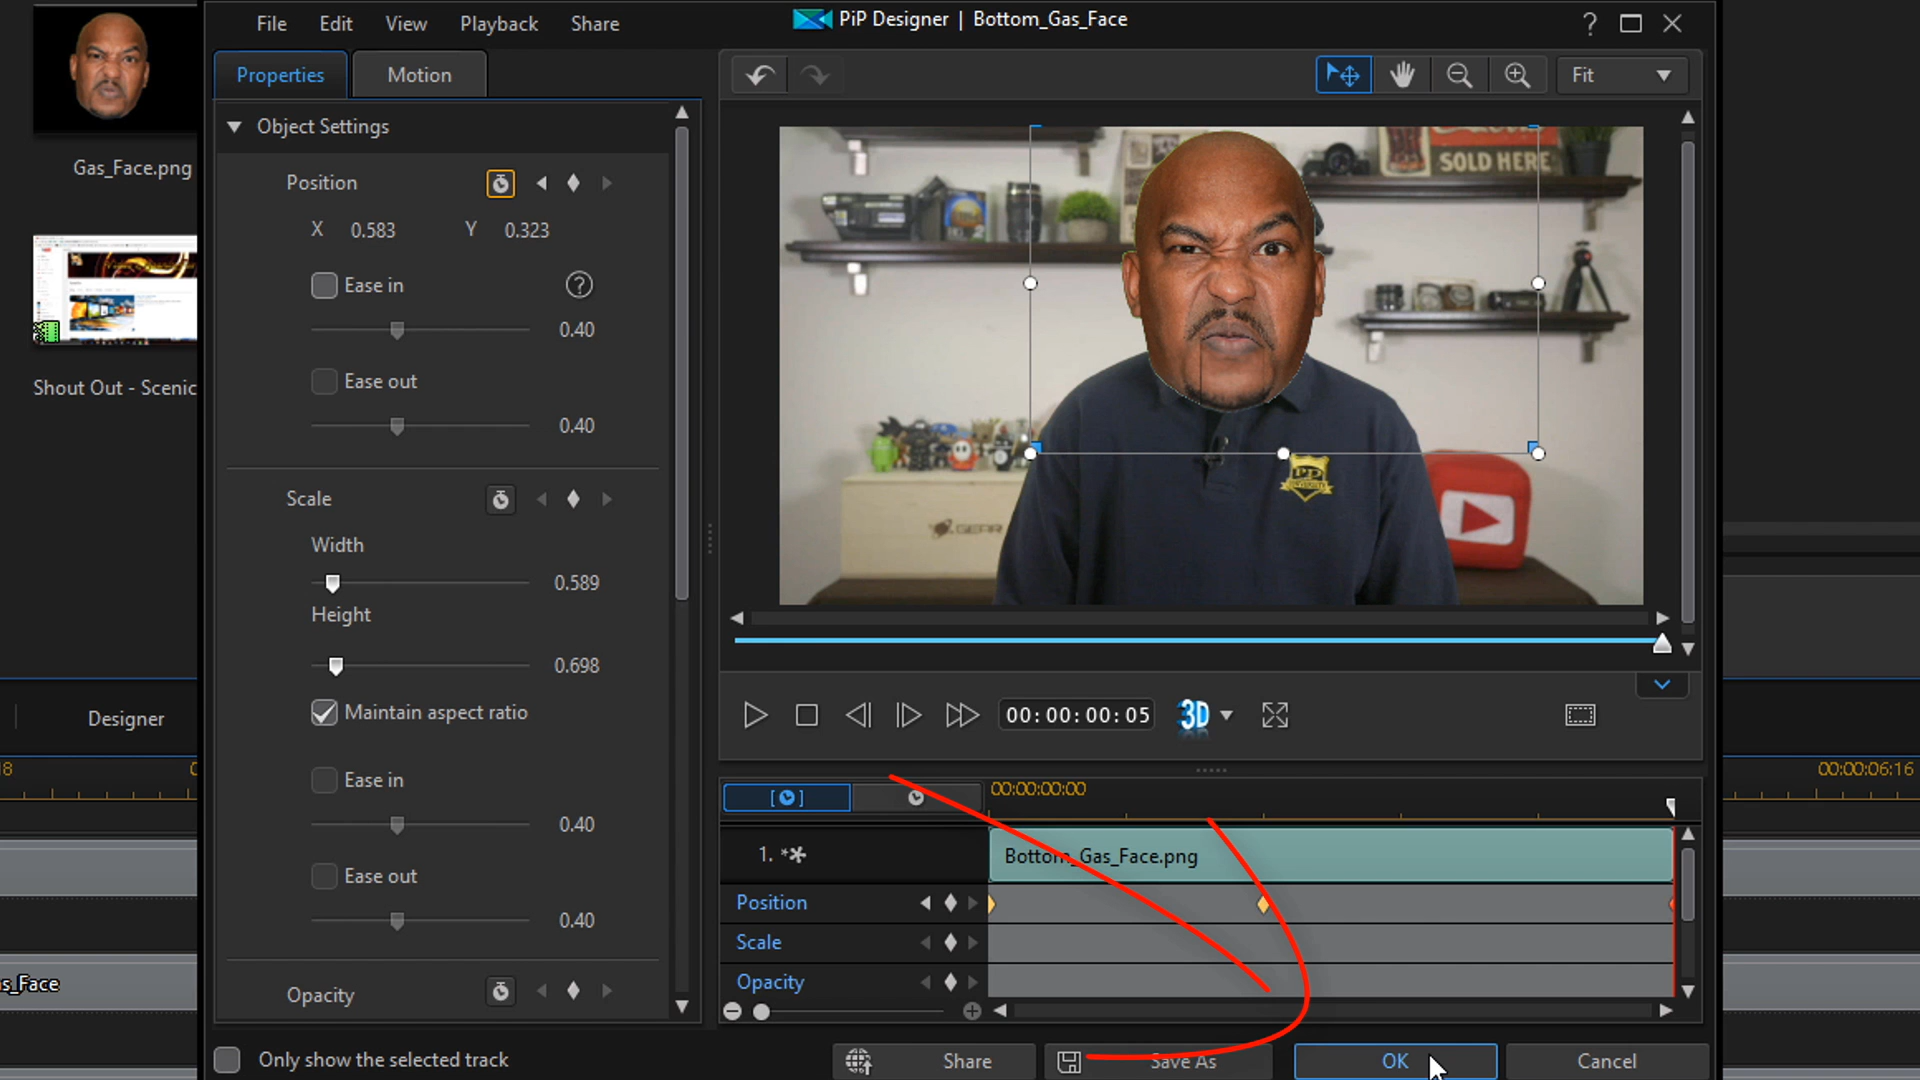 File Edit View Playback Share
PiP Designer | Bottom_Gas_Face
?
Properties Motion
Fit
Gas_Face.png
Shout Out - Scenic
Object Settings
Position
X 0.583 Y 0.323
Ease in ?
0.40
Ease out
0.40
Scale
Width
0.589
Height
0.698
Maintain aspect ratio
Ease in
0.40
Ease out
0.40
Opacity
SOLD HERE
GEAR
PD
00:00:00:05
3D
Designer
00:00:00:00
00:00:06:16
1. **
Bottom_Gas_Face.png
Position
Scale
Opacity
s_Face
Only show the selected track
Share
Save As
OK
Cancel